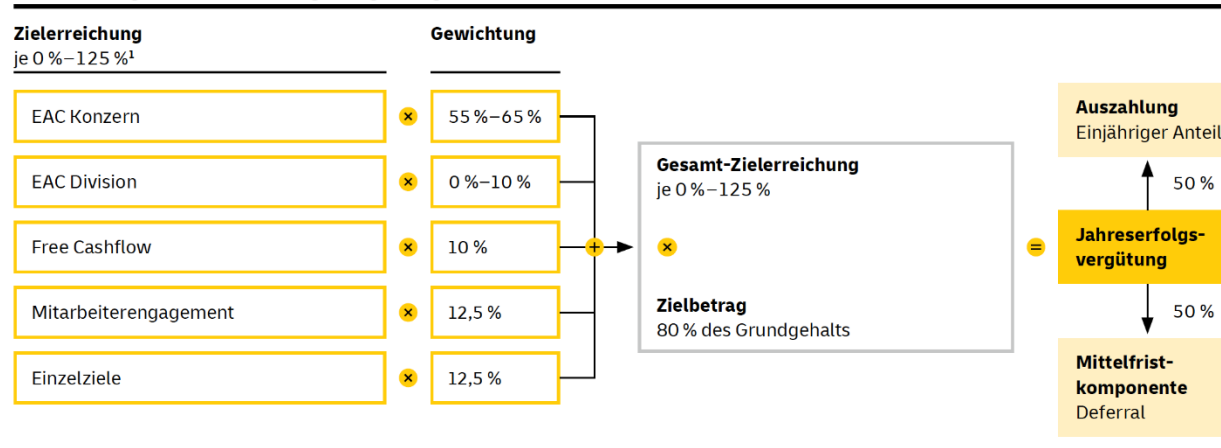 Zielerreichung
je 0 %–125 %¹
Gewichtung
EAC Konzern
×
55 %–65 %
EAC Division
×
0 %–10 %
Free Cashflow
×
10 %
Mitarbeiterengagement
×
12,5 %
Einzelziele
×
12,5 %
+
Gesamt-Zielerreichung
je 0 %–125 %
×
Zielbetrag
80 % des Grundgehalts
=
Auszahlung
Einjähriger Anteil
50 %
Jahreserfolgs-
vergütung
50 %
Mittelfrist-
komponente
Deferral